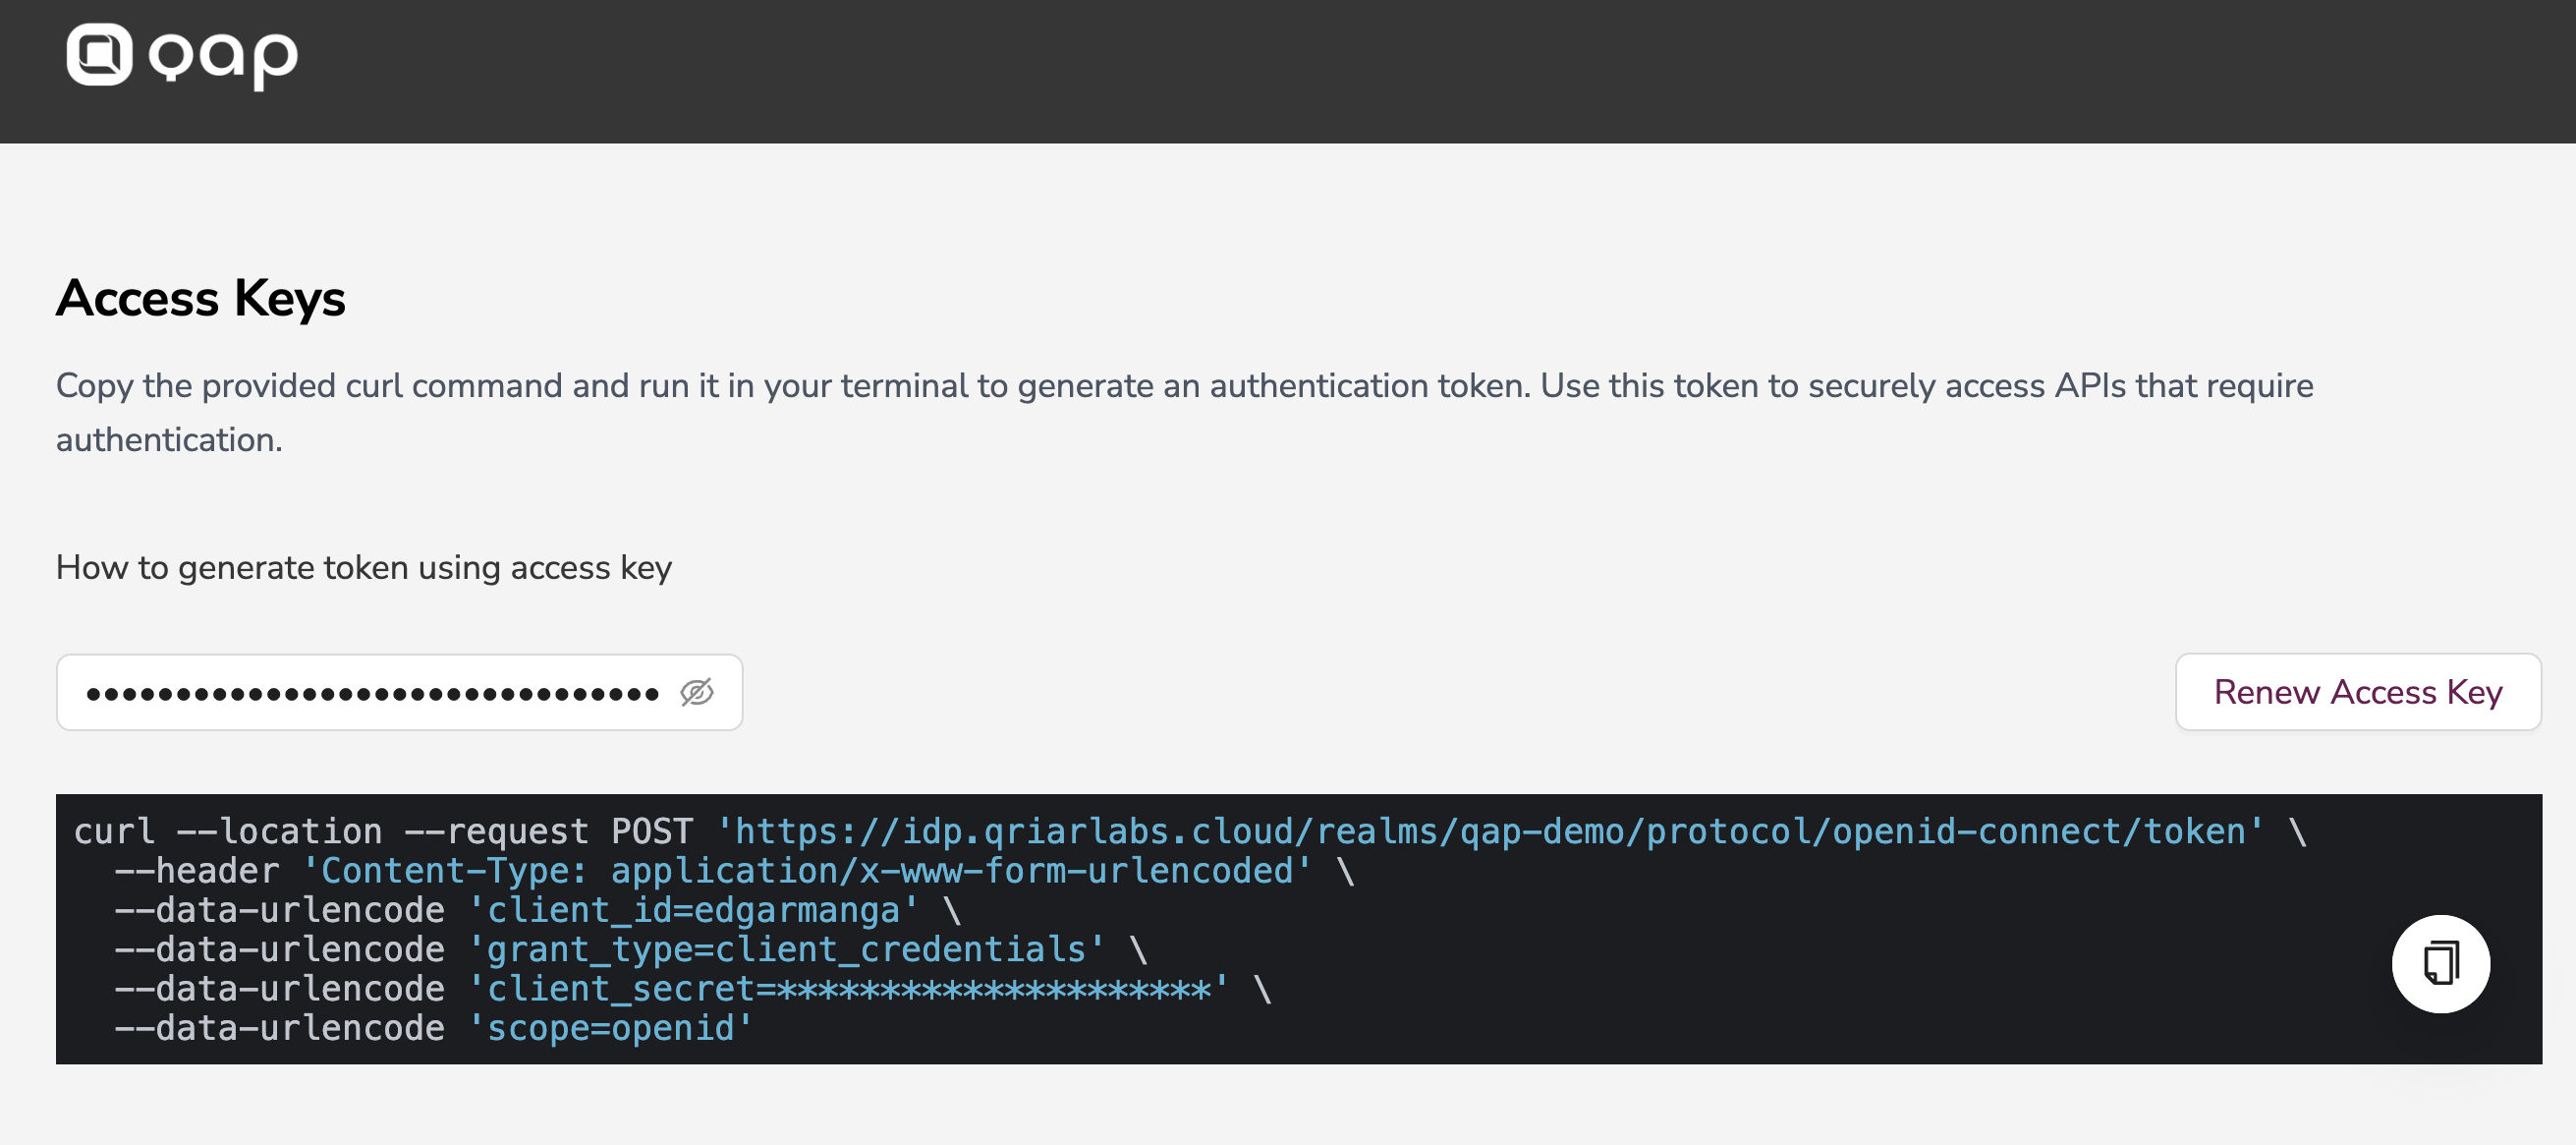 qap
Access Keys
Copy the provided curl command and run it in your terminal to generate an authentication token. Use this token to securely access APIs that require
authentication.
How to generate token using access key
••••••••••••••••••••••••••••••••
Renew Access Key
curl --location --request POST 'https://idp.qriarlabs.cloud/realms/qap-demo/protocol/openid-connect/token' \
--header 'Content-Type: application/x-www-form-urlencoded' \
--data-urlencode 'client_id=edgarmanga' \
--data-urlencode 'grant_type=client_credentials' \
--data-urlencode 'client_secret=*********************' \
--data-urlencode 'scope=openid'